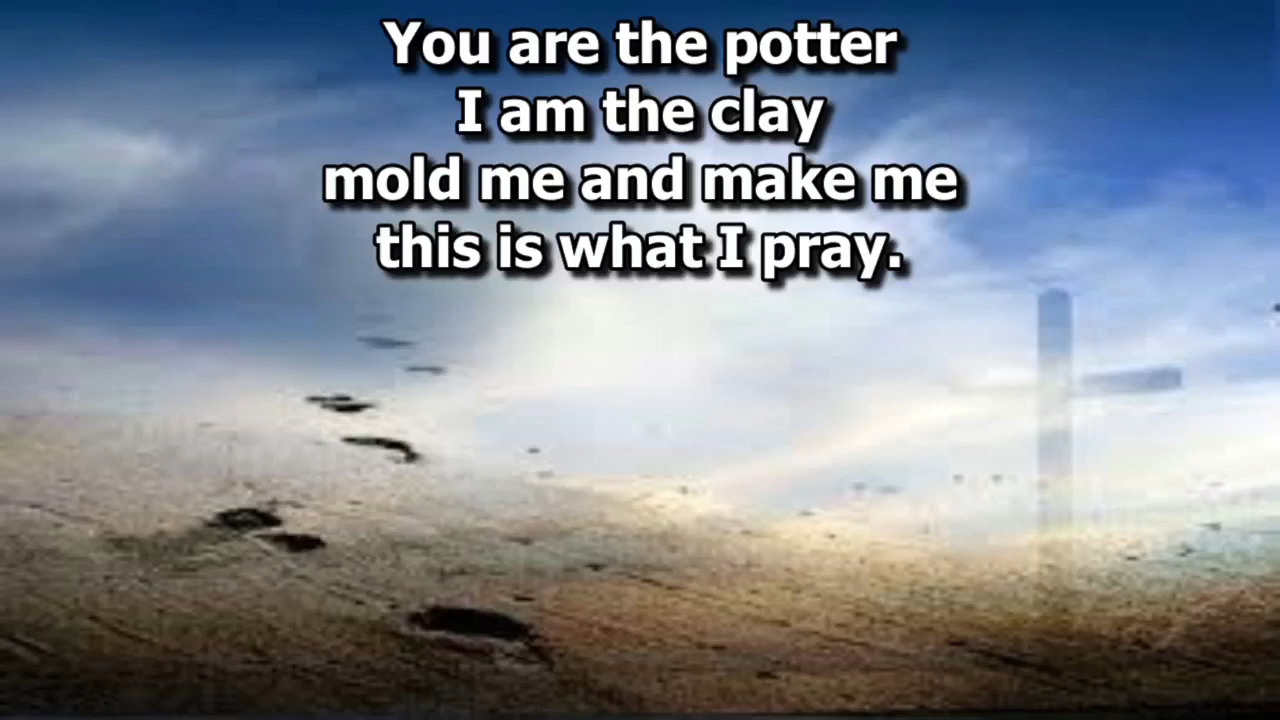 You are the potter
I am the clay
mold me and make me
this is what I pray.